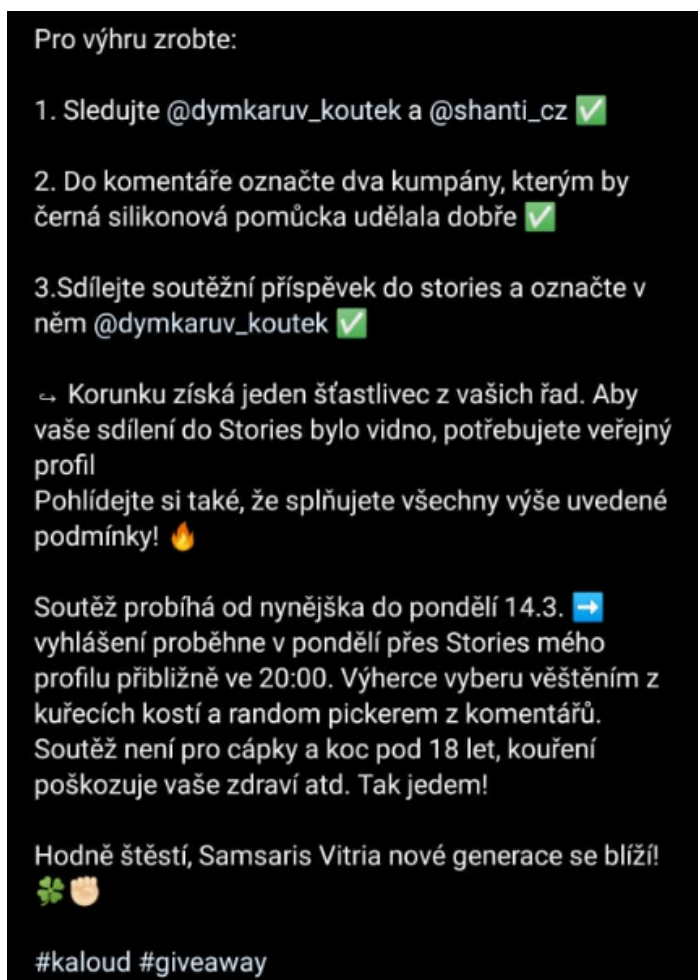 Pro výhru zrobte:
1. Sledujte @dymkaruv_koutek a @shanti_cz ✅
2. Do komentáře označte dva kumpány, kterým by
černá silikonová pomůcka udělala dobře ✅
3.Sdílejte soutěžní příspěvek do stories a označte v
něm @dymkaruv_koutek ✅
↪ Korunku získá jeden šťastlivec z vašich řad. Aby
vaše sdílení do Stories bylo vidno, potřebujete veřejný
profil
Pohlídejte si také, že splňujete všechny výše uvedené
podmínky! 🔥
Soutěž probíhá od nynějška do pondělí 14.3. ➡️
vyhlášení proběhne v pondělí přes Stories mého
profilu přibližně ve 20:00. Výherce vyberu věštěním z
kuřecích kostí a random pickerem z komentářů.
Soutěž není pro cápky a koc pod 18 let, kouření
poškozuje vaše zdraví atd. Tak jedem!
Hodně štěstí, Samsaris Vitria nové generace se blíží!
🍀✊🏻
#kaloud #giveaway